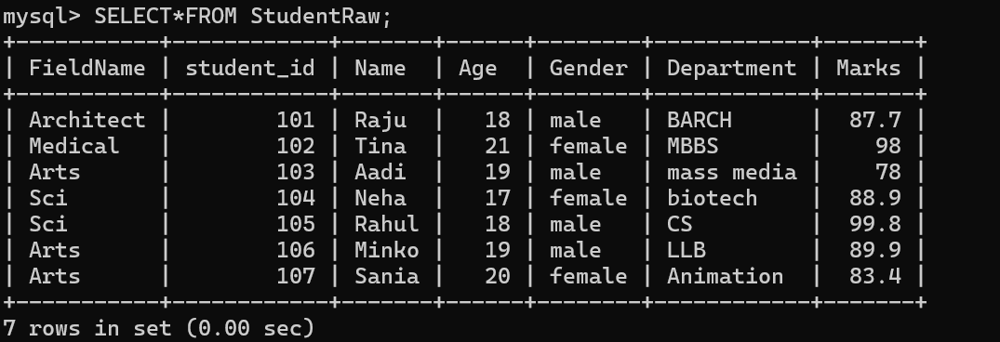 mysql> SELECT*FROM StudentRaw;
+-----------+------------+-------+------+--------+------------+-------+
| FieldName | student_id | Name  | Age  | Gender | Department | Marks |
+-----------+------------+-------+------+--------+------------+-------+
| Architect |        101 | Raju  |   18 | male   | BARCH      |  87.7 |
| Medical   |        102 | Tina  |   21 | female | MBBS       |    98 |
| Arts      |        103 | Aadi  |   19 | male   | mass media |    78 |
| Sci       |        104 | Neha  |   17 | female | biotech    |  88.9 |
| Sci       |        105 | Rahul |   18 | male   | CS         |  99.8 |
| Arts      |        106 | Minko |   19 | male   | LLB        |  89.9 |
| Arts      |        107 | Sania |   20 | female | Animation  |  83.4 |
+-----------+------------+-------+------+--------+------------+-------+
7 rows in set (0.00 sec)